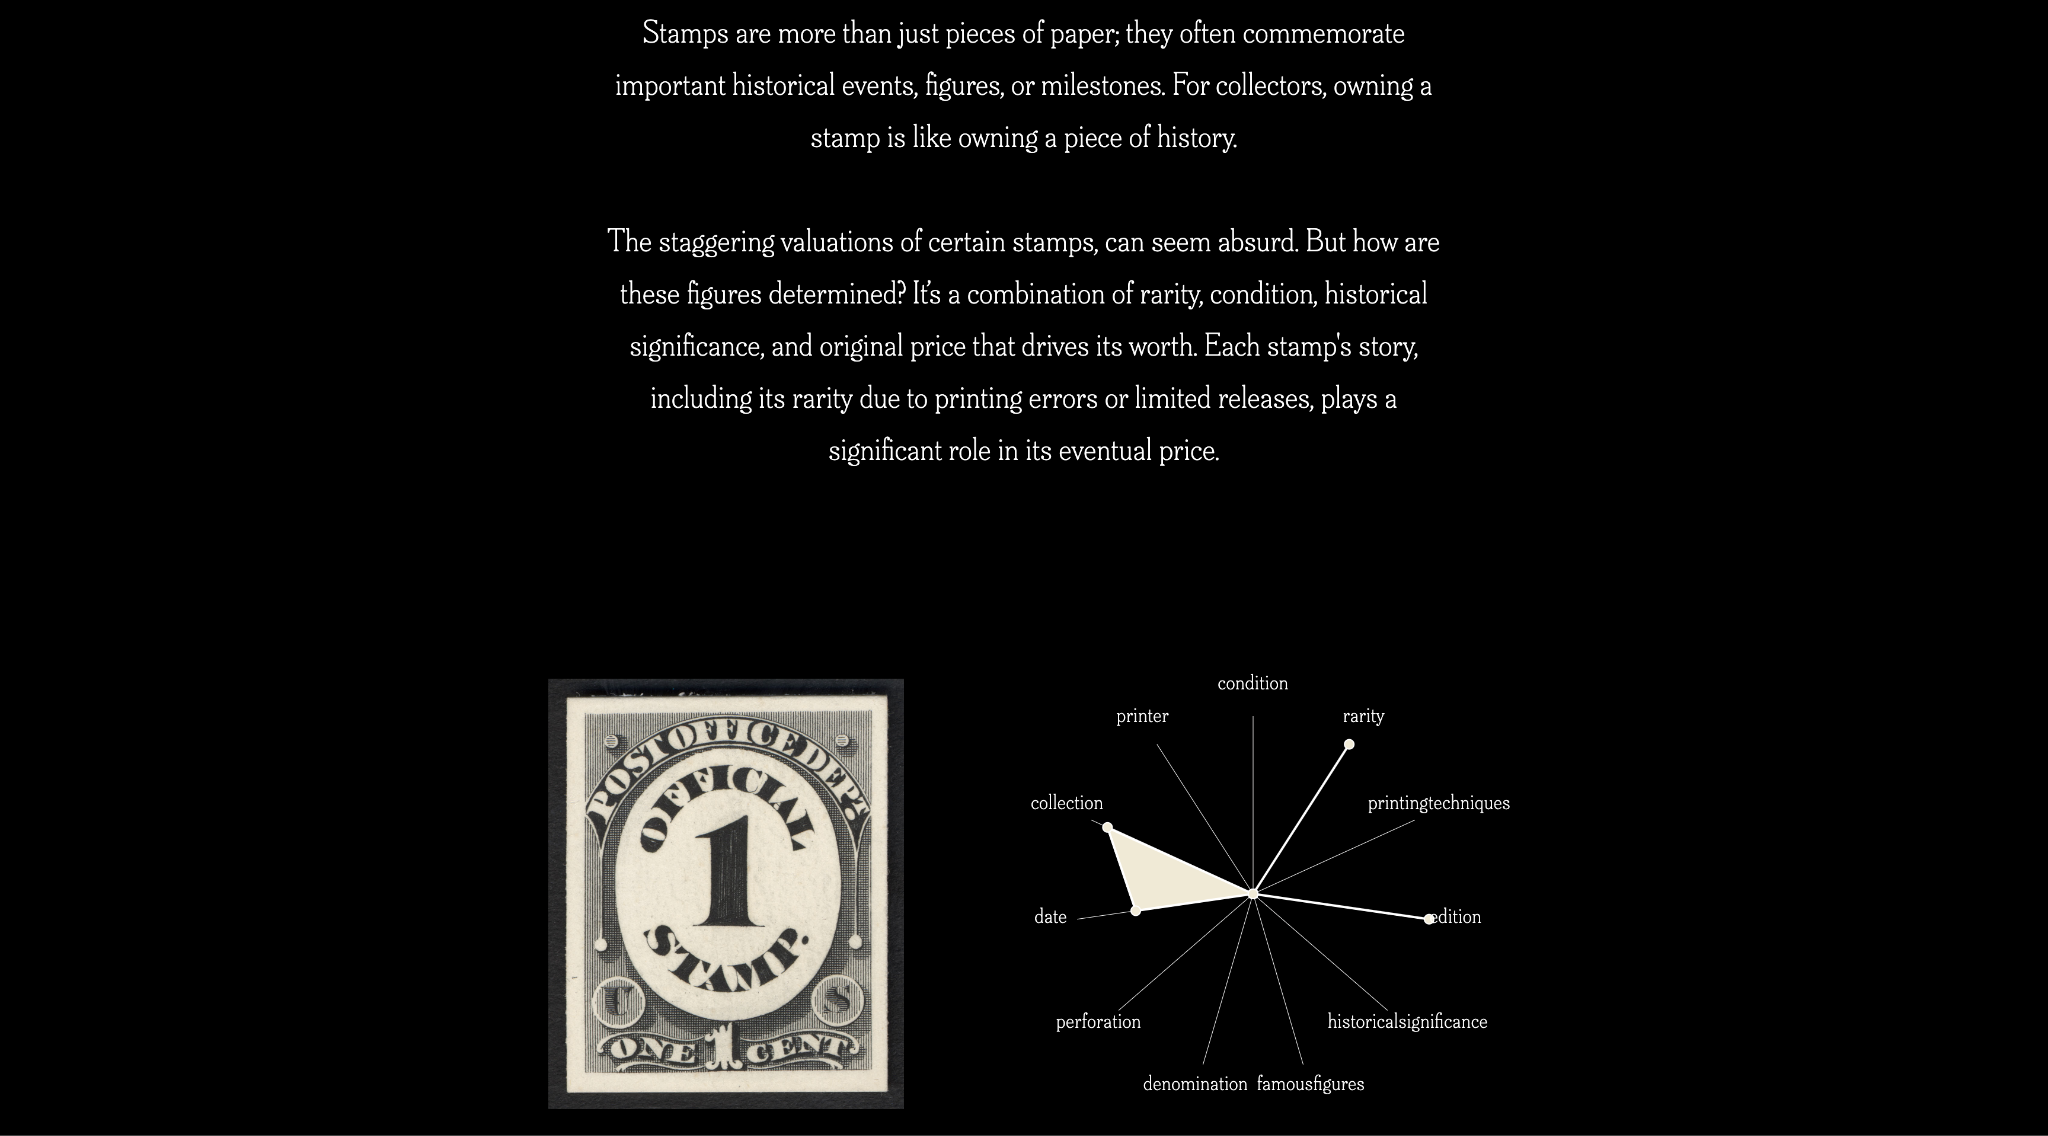 Stamps are more than just pieces of paper; they often commemorate
important historical events, figures, or milestones. For collectors, owning a
stamp is like owning a piece of history.
The staggering valuations of certain stamps, can seem absurd. But how are
these figures determined? It’s a combination of rarity, condition, historical
significance, and original price that drives its worth. Each stamp's story,
including its rarity due to printing errors or limited releases, plays a
significant role in its eventual price.
POST OFFICE DEPT
OFFICIAL
1
STAMP.
U S
ONE 1 CENT
condition
printer
rarity
collection
printingtechniques
date
edition
perforation
historicalsignificance
denomination
famousfigures